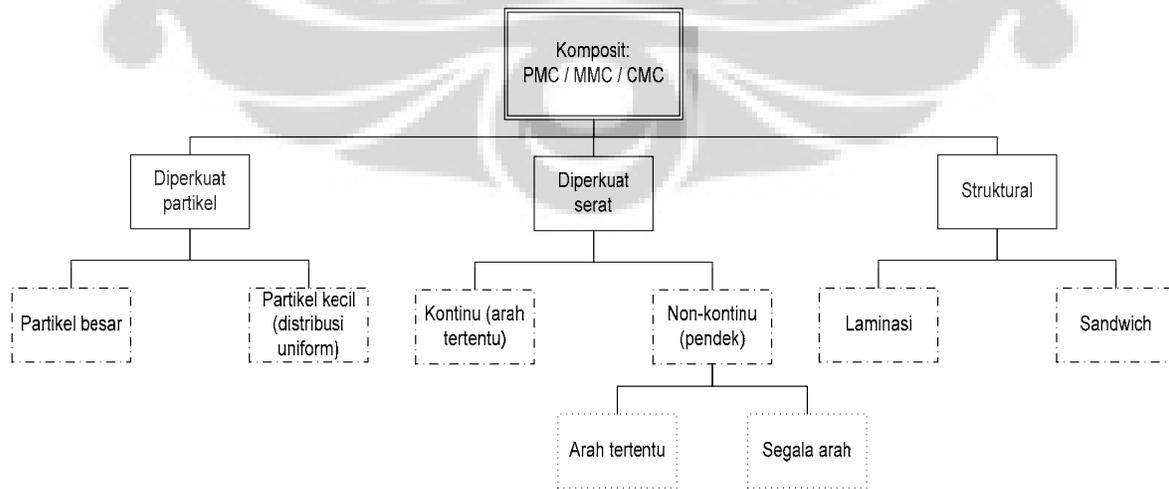 Komposit:
PMC / MMC / CMC
Diperkuat
partikel
Diperkuat
serat
Struktural
Partikel besar
Partikel kecil
(distribusi
uniform)
Kontinu (arah
tertentu)
Non-kontinu
(pendek)
Laminasi
Sandwich
Arah tertentu
Segala arah